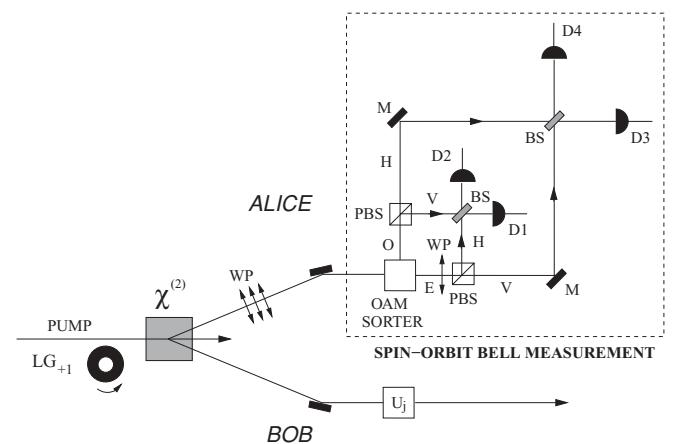 D4
M
BS
D3
H
D2
ALICE
V
BS
PBS
D1
O
WP
H
WP
E
V
M
χ(2)
OAM
SORTER
PBS
PUMP
SPIN−ORBIT BELL MEASUREMENT
LG+1
Uj
BOB